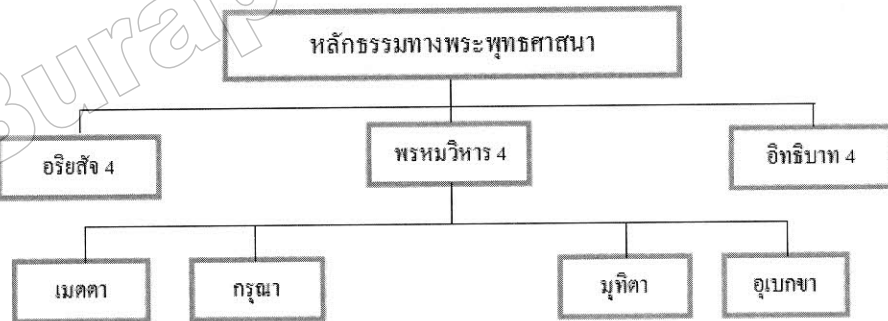 หลักธรรมทางพระพุทธศาสนา
อริยสัจ 4
พรหมวิหาร 4
อิทธิบาท 4
เมตตา
กรุณา
มุทิตา
อุเบกขา